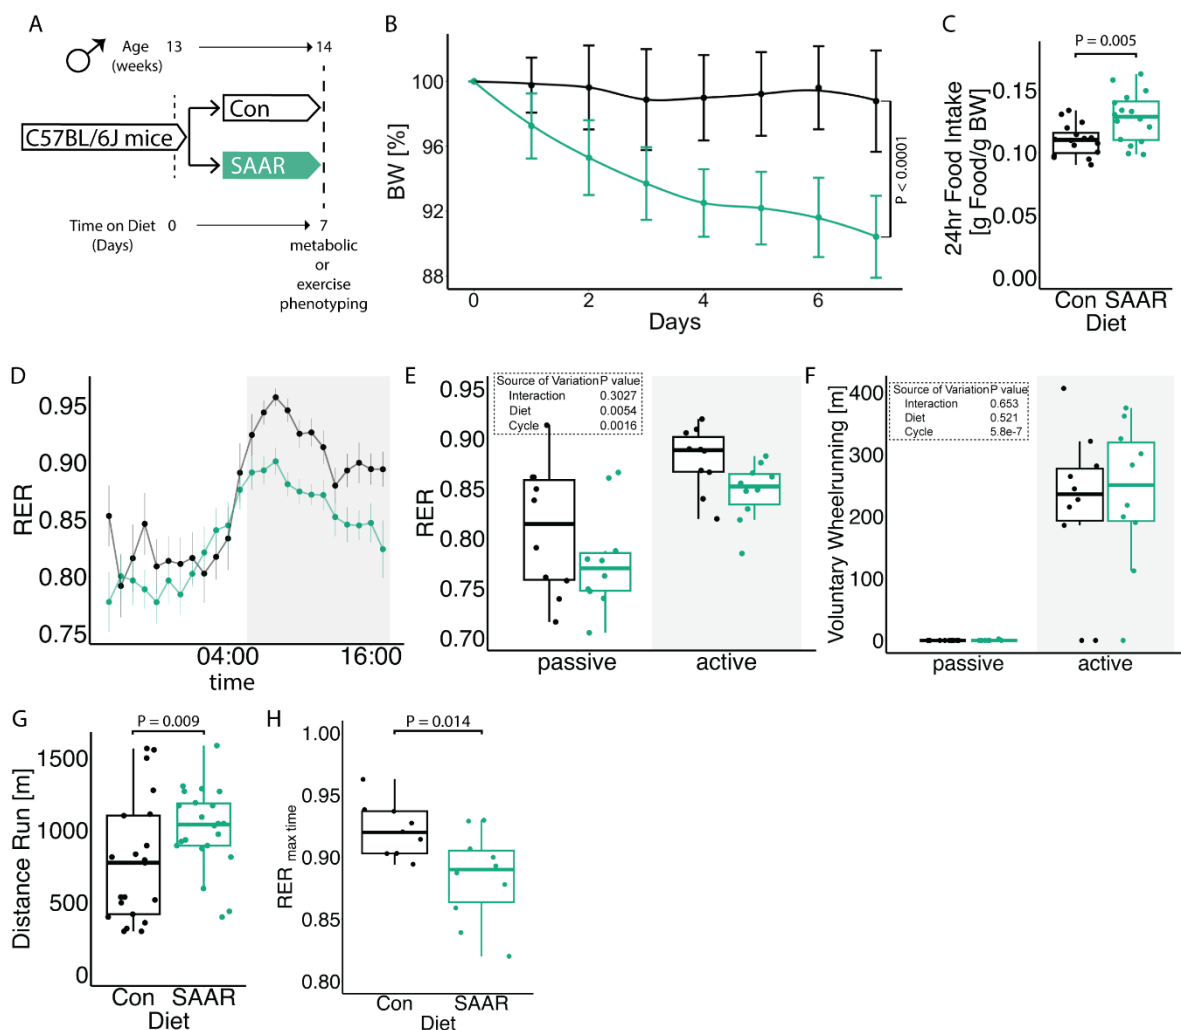 A
Age 13 14
(weeks)
Con
C57BL/6J mice
SAAR
Time on Diet 0 7
(Days)
metabolic
or
exercise
phenotyping
B
BW [%]
100
96
92
88
0 2 4 6
Days
P < 0.0001
C
P = 0.005
24hr Food Intake
[g Food/g BW]
0.15
0.10
0.05
0.00
Con SAAR
Diet
D
RER
0.95
0.90
0.85
0.80
0.75
04:00 16:00
time
E
RER
0.95
0.90
0.85
0.80
0.75
0.70
Source of Variation P value
Interaction 0.3027
Diet 0.0054
Cycle 0.0016
passive active
F
Voluntary Wheelrunning [m]
400
300
200
100
0
Source of Variation P value
Interaction 0.653
Diet 0.521
Cycle 5.8e-7
passive active
G
P = 0.009
Distance Run [m]
1500
1000
500
0
Con SAAR
Diet
H
P = 0.014
RER max time
1.00
0.95
0.90
0.85
0.80
Con SAAR
Diet